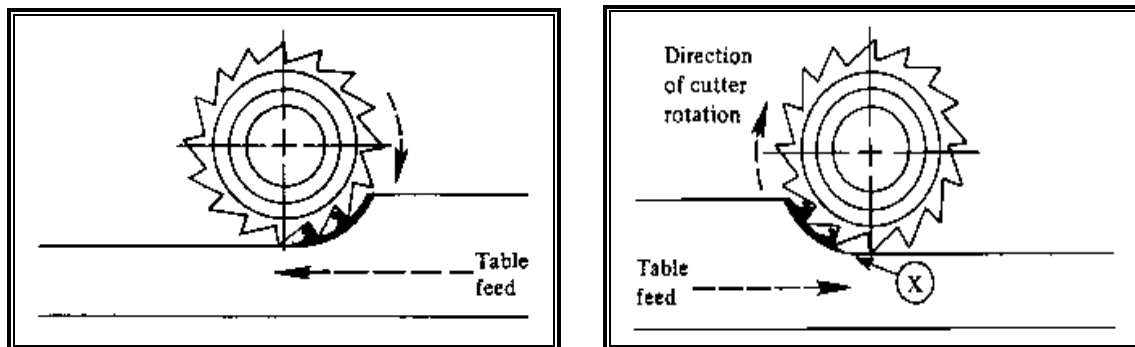 Table
feed
Direction
of cutter
rotation
Table
feed
X